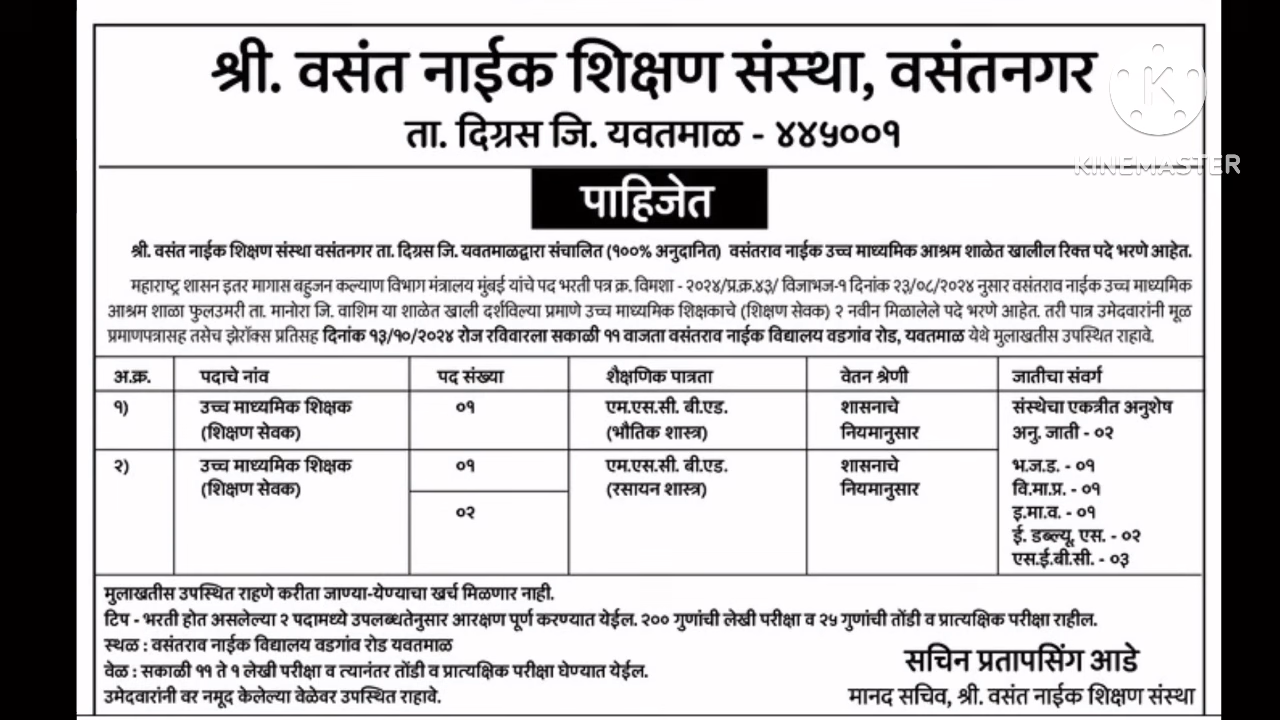 श्री. वसंत नाईक शिक्षण संस्था, वसंतनगर
ता. दिग्रस जि. यवतमाळ - ४४५००१
KINEMASTER
पाहिजेत
श्री. वसंत नाईक शिक्षण संस्था वसंतनगर ता. दिग्रस जि. यवतमाळद्वारा संचालित (१००% अनुदानित) वसंतराव नाईक उच्च माध्यमिक आश्रम शाळेत खालील रिक्त पदे भरणे आहेत.
महाराष्ट्र शासन इतर मागास बहुजन कल्याण विभाग मंत्रालय मुंबई यांचे पद भरती पत्र क्र. विमशा - २०२४/प्र.क्र.४३/ विजाभज-१ दिनांक २३/०८/२०२४ नुसार वसंतराव नाईक उच्च माध्यमिक
आश्रम शाळा फुलउमरी ता. मानोरा जि. वाशिम या शाळेत खाली दर्शविल्या प्रमाणे उच्च माध्यमिक शिक्षकाचे (शिक्षण सेवक) २ नवीन मिळालेले पदे भरणे आहेत. तरी पात्र उमेदवारांनी मूळ
प्रमाणपत्रासह तसेच झेरॉक्स प्रतिसह दिनांक १३/१०/२०२४ रोज रविवारला सकाळी ११ वाजता वसंतराव नाईक विद्यालय वडगांव रोड, यवतमाळ येथे मुलाखतीस उपस्थित राहावे.
अ.क्र. पदाचे नांव पद संख्या शैक्षणिक पात्रता वेतन श्रेणी जातीचा संवर्ग
१) उच्च माध्यमिक शिक्षक ०१ एम.एस.सी. बी.एड. शासनाचे संस्थेचा एकत्रीत अनुशेष
(शिक्षण सेवक) (भौतिक शास्त्र) नियमानुसार अनु. जाती - ०२
२) उच्च माध्यमिक शिक्षक ०१ एम.एस.सी. बी.एड. शासनाचे भ.ज.ड. - ०१
(शिक्षण सेवक) (रसायन शास्त्र) नियमानुसार वि.मा.प्र. - ०१
०२ इ.मा.व. - ०१
ई. डब्ल्यू. एस. - ०२
एस.ई.बी.सी. - ०३
मुलाखतीस उपस्थित राहणे करीता जाण्या-येण्याचा खर्च मिळणार नाही.
टिप - भरती होत असलेल्या २ पदामध्ये उपलब्धतेनुसार आरक्षण पूर्ण करण्यात येईल. २०० गुणांची लेखी परीक्षा व २५ गुणांची तोंडी व प्रात्यक्षिक परीक्षा राहील.
स्थळ : वसंतराव नाईक विद्यालय वडगांव रोड यवतमाळ
वेळ : सकाळी ११ ते १ लेखी परीक्षा व त्यानंतर तोंडी व प्रात्यक्षिक परीक्षा घेण्यात येईल.
उमेदवारांनी वर नमूद केलेल्या वेळेवर उपस्थित राहावे.
सचिन प्रतापसिंग आडे
मानद सचिव, श्री. वसंत नाईक शिक्षण संस्था